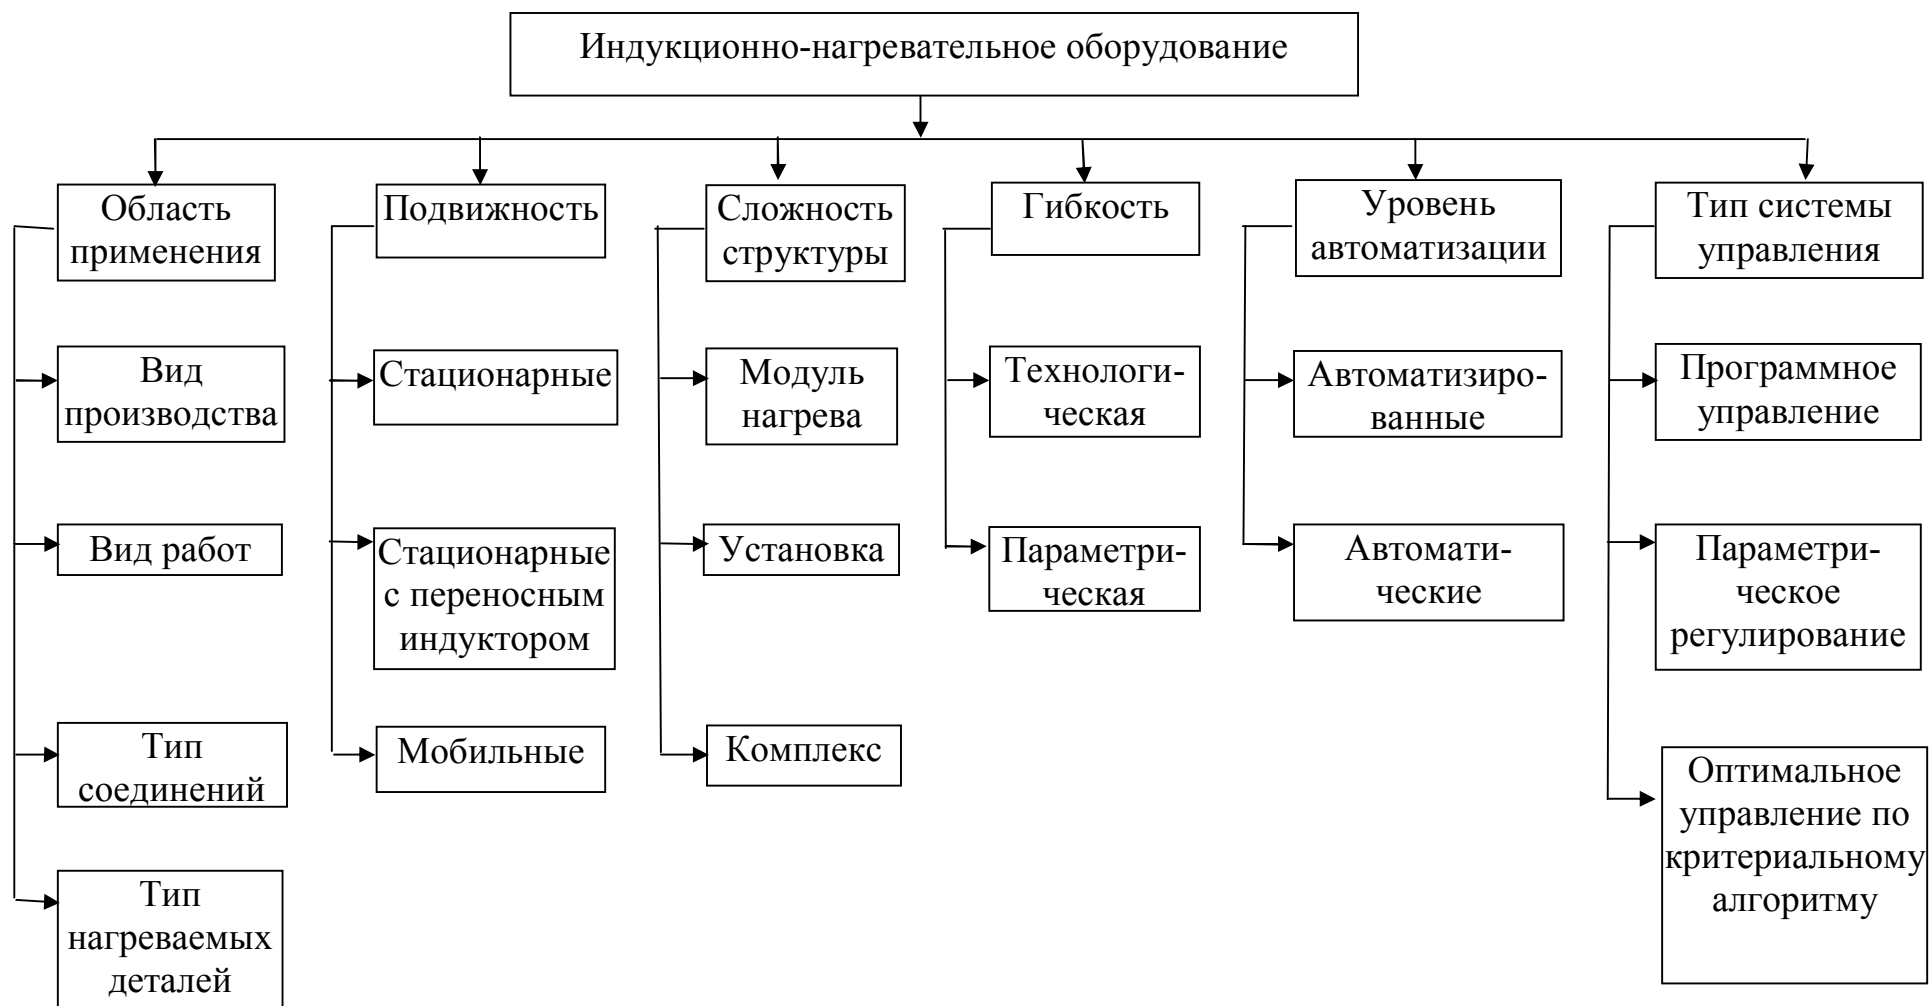 Индукционно-нагревательное оборудование
Область
применения
Подвижность
Сложность
структуры
Гибкость
Уровень
автоматизации
Тип системы
управления
Вид
производства
Стационарные
Модуль
нагрева
Технологи-
ческая
Автоматизиро-
ванные
Программное
управление
Вид работ
Стационарные
с переносным
индуктором
Установка
Параметри-
ческая
Автомати-
ческие
Параметри-
ческое
регулирование
Тип
соединений
Мобильные
Комплекс
Оптимальное
управление по
критериальному
алгоритму
Тип
нагреваемых
деталей